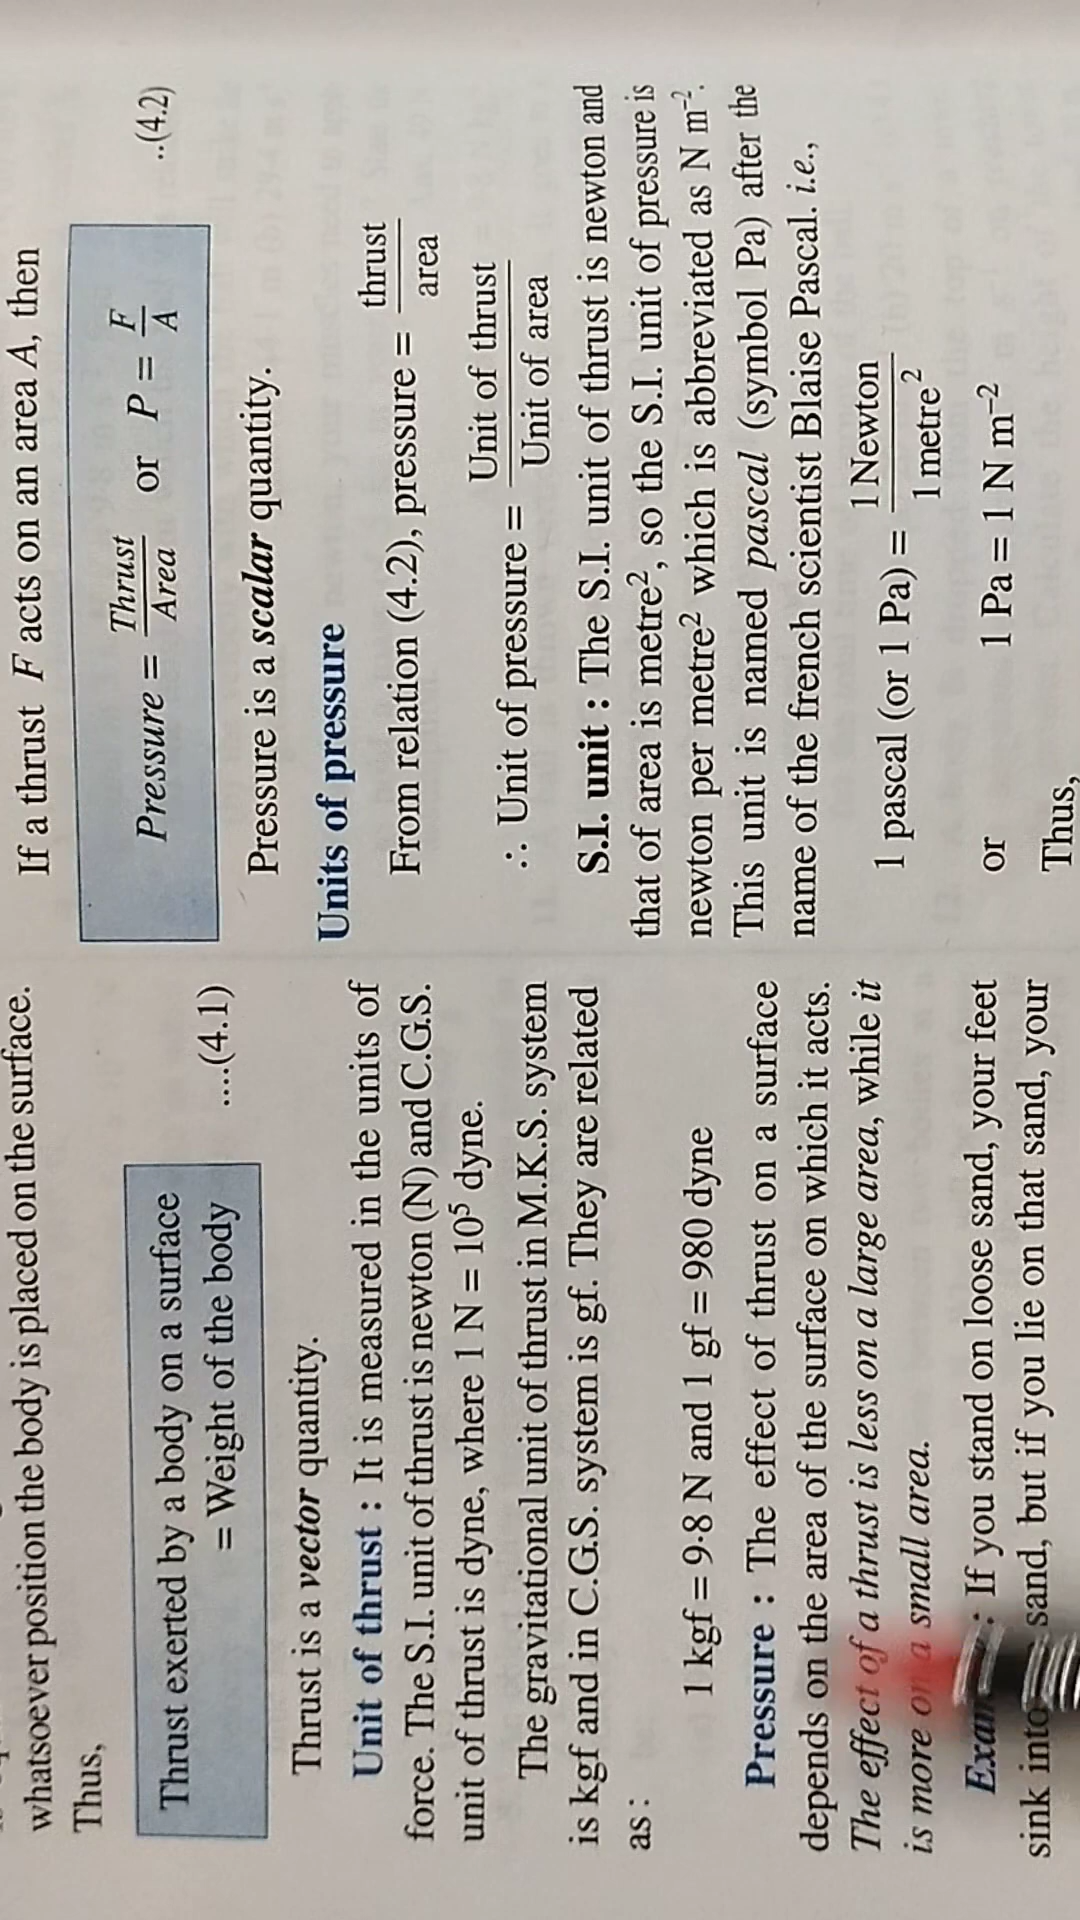 whatsoever position the body is placed on the surface.
Thus,
Thrust exerted by a body on a surface
= Weight of the body ....(4.1)
Thrust is a vector quantity.
Unit of thrust : It is measured in the units of
force. The S.I. unit of thrust is newton (N) and C.G.S.
unit of thrust is dyne, where 1 N = 10⁵ dyne.
The gravitational unit of thrust in M.K.S. system
is kgf and in C.G.S. system is gf. They are related
as :
1 kgf = 9·8 N and 1 gf = 980 dyne
Pressure : The effect of thrust on a surface
depends on the area of the surface on which it acts.
The effect of a thrust is less on a large area, while it
is more on a small area.
: If you stand on loose sand, your feet
sink into sand, but if you lie on that sand, your
If a thrust F acts on an area A, then
Pressure = Thrust/Area or P = F/A ..(4.2)
Pressure is a scalar quantity.
Units of pressure
From relation (4.2), pressure = thrust/area
∴ Unit of pressure = Unit of thrust/Unit of area
S.I. unit : The S.I. unit of thrust is newton and
that of area is metre², so the S.I. unit of pressure is
newton per metre² which is abbreviated as N m⁻².
This unit is named pascal (symbol Pa) after the
name of the french scientist Blaise Pascal. i.e.,
1 pascal (or 1 Pa) = 1 Newton/1 metre²
or 1 Pa = 1 N m⁻²
Thus,